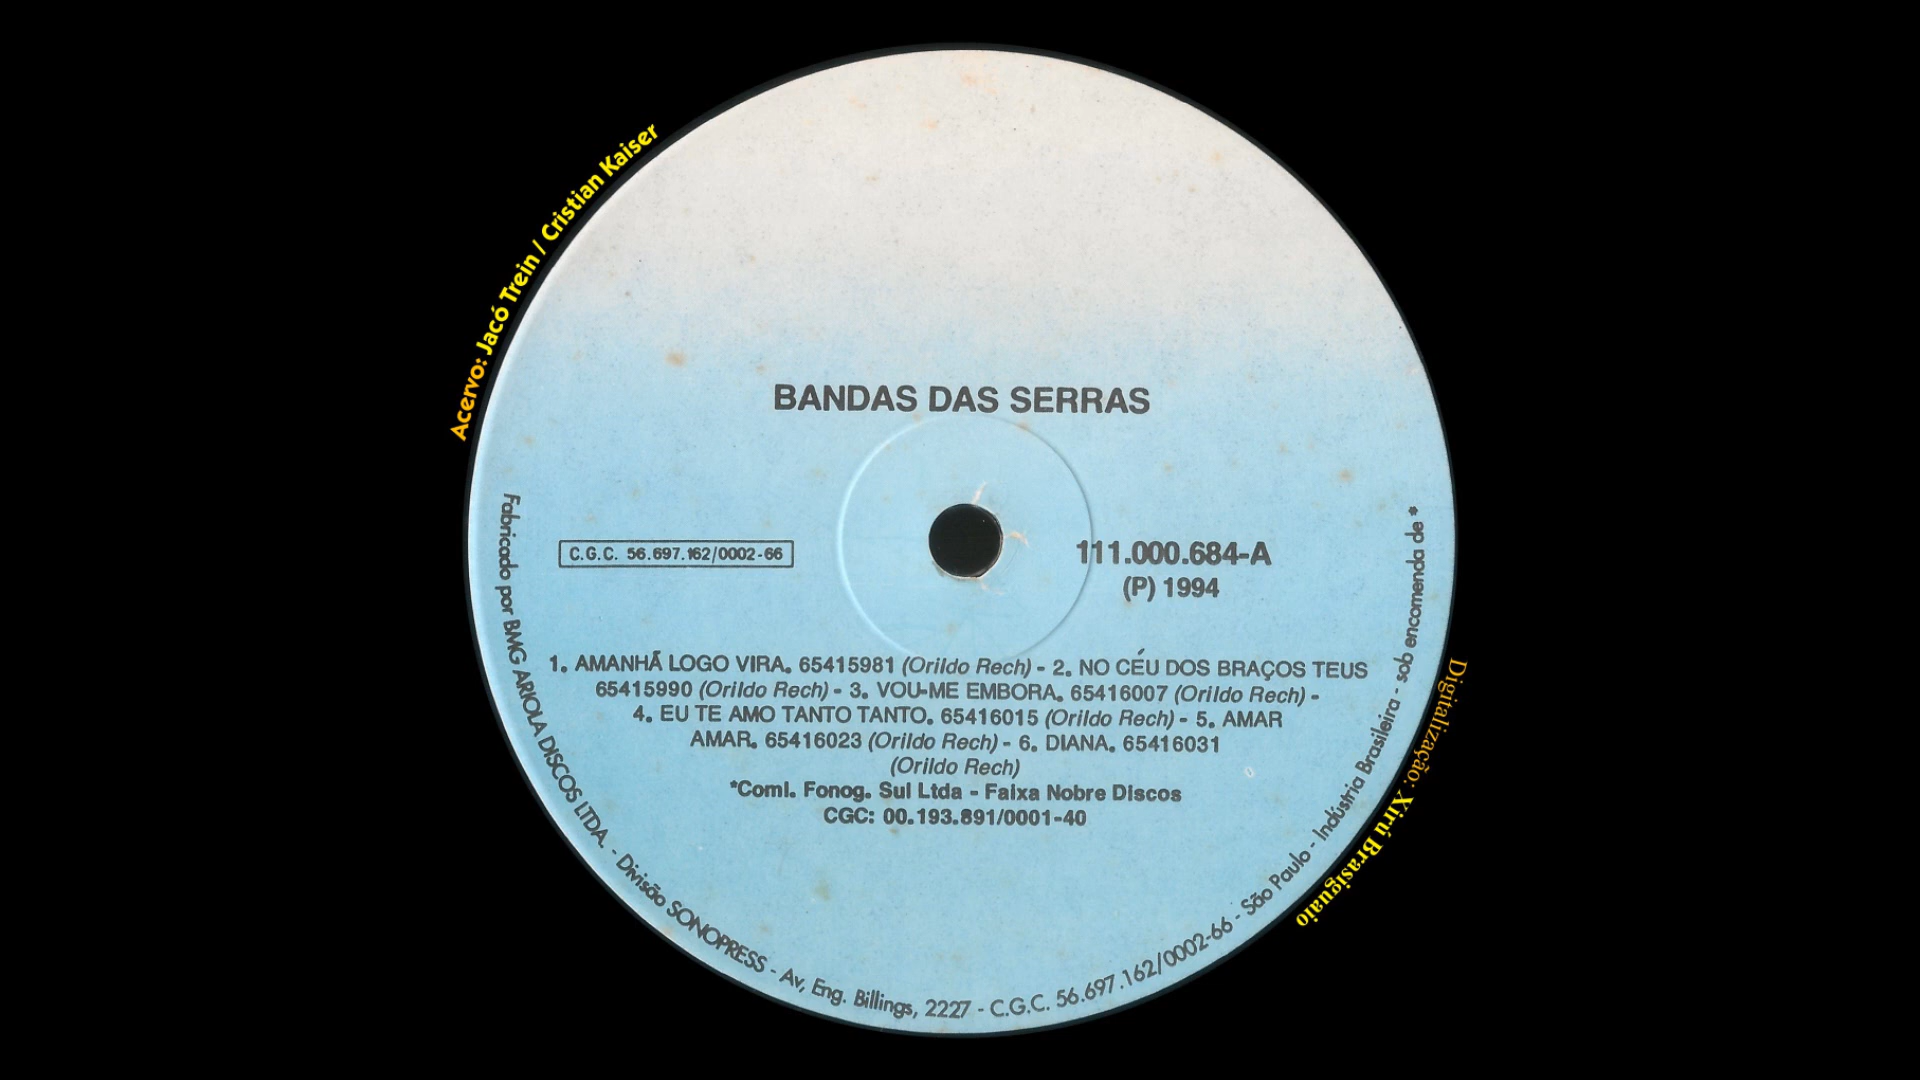 Acervo: Jacó Trein / Cristian Kaiser
BANDAS DAS SERRAS
C.G.C. 56.697.162/0002-66
111.000.684-A
(P) 1994
1. AMANHÃ LOGO VIRA. 65415981 (Orildo Rech) - 2. NO CÉU DOS BRAÇOS TEUS
65415990 (Orildo Rech) - 3. VOU-ME EMBORA. 65416007 (Orildo Rech) -
4. EU TE AMO TANTO TANTO. 65416015 (Orildo Rech) - 5. AMAR
AMAR. 65416023 (Orildo Rech) - 6. DIANA. 65416031
(Orildo Rech)
*Coml. Fonog. Sul Ltda - Faixa Nobre Discos
CGC: 00.193.891/0001-40
Fabricado por BMG ARIOLA DISCOS LTDA. - Divisão SONOPRESS - Av, Eng. Billings, 2227 - C.G.C. 56.697.162/0002-66 - São Paulo - Indústria Brasileira - sob encomenda de *
Digitalização: Xirú Brasiguaio